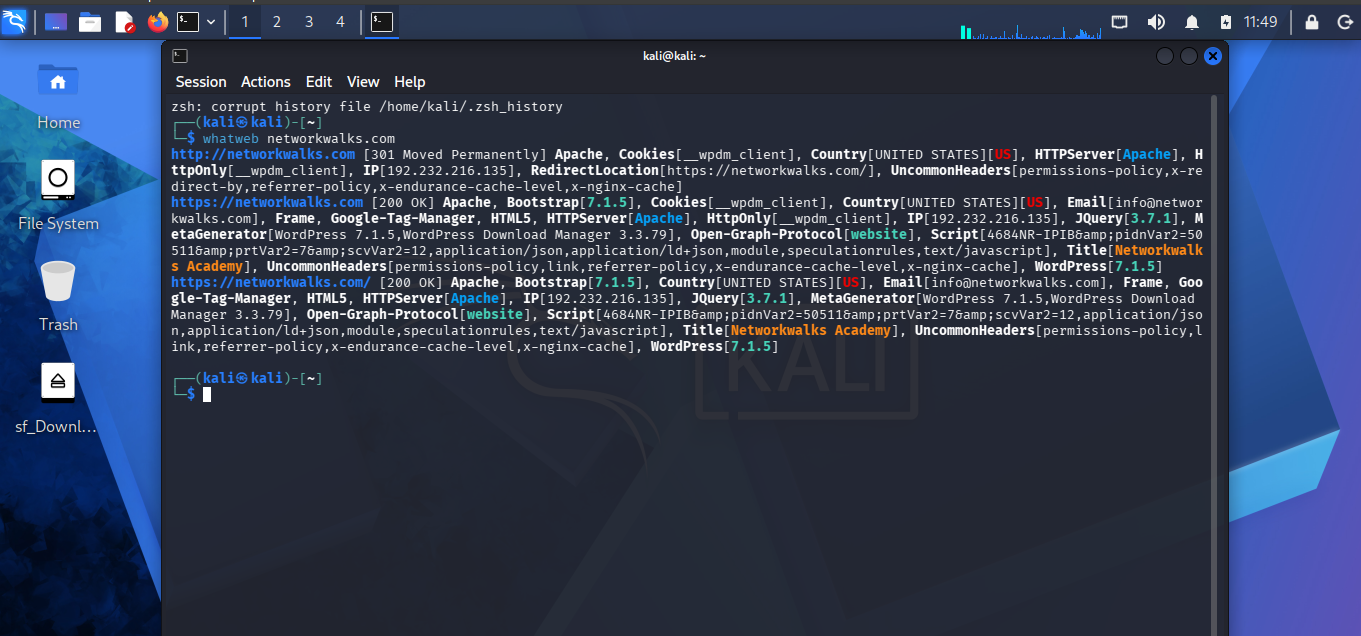 1 2 3 4
11:49
kali@kali: ~
Session Actions Edit View Help
Home
File System
Trash
sf_Downl...
zsh: corrupt history file /home/kali/.zsh_history
┌──(kali㉿kali)-[~]
└─$ whatweb networkwalks.com
http://networkwalks.com [301 Moved Permanently] Apache, Cookies[__wpdm_client], Country[UNITED STATES][US], HTTPServer[Apache], H
ttpOnly[__wpdm_client], IP[192.232.216.135], RedirectLocation[https://networkwalks.com/], UncommonHeaders[permissions-policy,x-re
direct-by,referrer-policy,x-endurance-cache-level,x-nginx-cache]
https://networkwalks.com [200 OK] Apache, Bootstrap[7.1.5], Cookies[__wpdm_client], Country[UNITED STATES][US], Email[info@networ
kwalks.com], Frame, Google-Tag-Manager, HTML5, HTTPServer[Apache], HttpOnly[__wpdm_client], IP[192.232.216.135], JQuery[3.7.1], M
etaGenerator[WordPress 7.1.5,WordPress Download Manager 3.3.79], Open-Graph-Protocol[website], Script[4684NR-IPIB&amp;pidnVar2=50
511&amp;prtVar2=7&amp;scvVar2=12,application/json,application/ld+json,module,speculationrules,text/javascript], Title[Networkwalk
s Academy], UncommonHeaders[permissions-policy,link,referrer-policy,x-endurance-cache-level,x-nginx-cache], WordPress[7.1.5]
https://networkwalks.com/ [200 OK] Apache, Bootstrap[7.1.5], Country[UNITED STATES][US], Email[info@networkwalks.com], Frame, Goo
gle-Tag-Manager, HTML5, HTTPServer[Apache], IP[192.232.216.135], JQuery[3.7.1], MetaGenerator[WordPress 7.1.5,WordPress Download
Manager 3.3.79], Open-Graph-Protocol[website], Script[4684NR-IPIB&amp;pidnVar2=50511&amp;prtVar2=7&amp;scvVar2=12,application/jso
n,application/ld+json,module,speculationrules,text/javascript], Title[Networkwalks Academy], UncommonHeaders[permissions-policy,l
ink,referrer-policy,x-endurance-cache-level,x-nginx-cache], WordPress[7.1.5]
┌──(kali㉿kali)-[~]
└─$
KALI